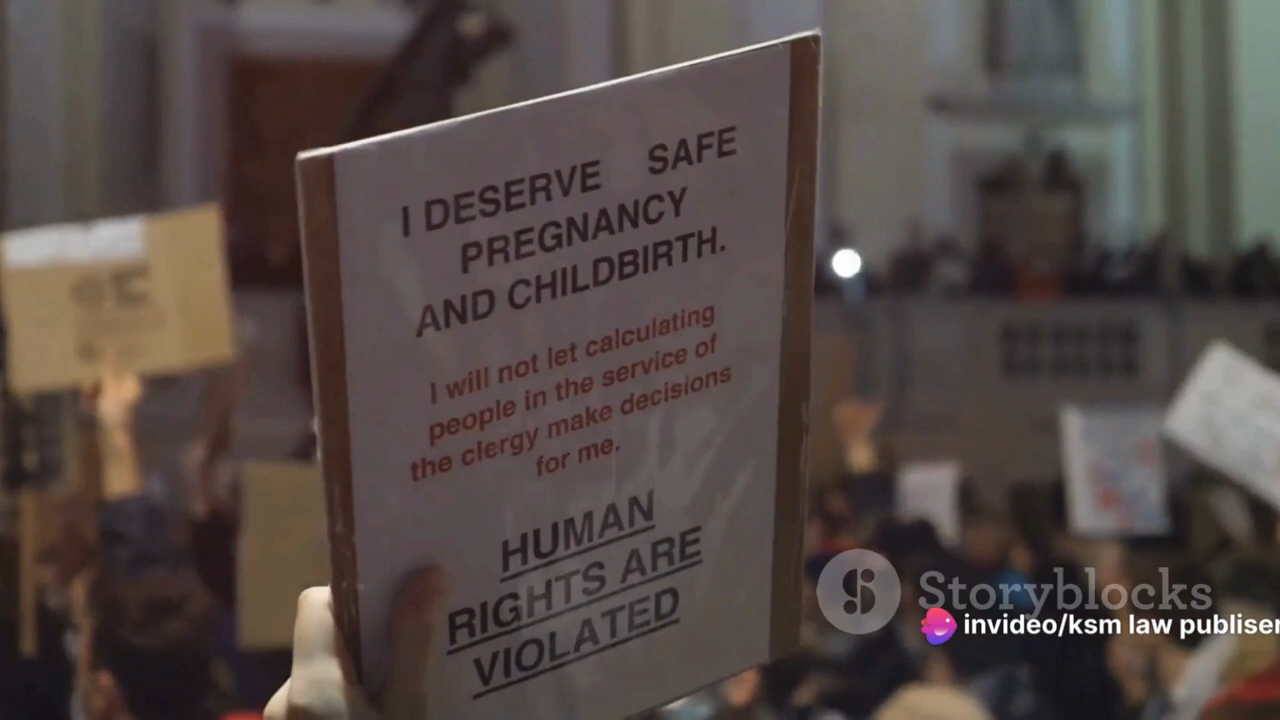 I DESERVE SAFE
PREGNANCY
AND CHILDBIRTH.
I will not let calculating
people in the service of
the clergy make decisions
for me.
HUMAN
RIGHTS ARE
VIOLATED
Storyblocks
invideo/ksm law publiser